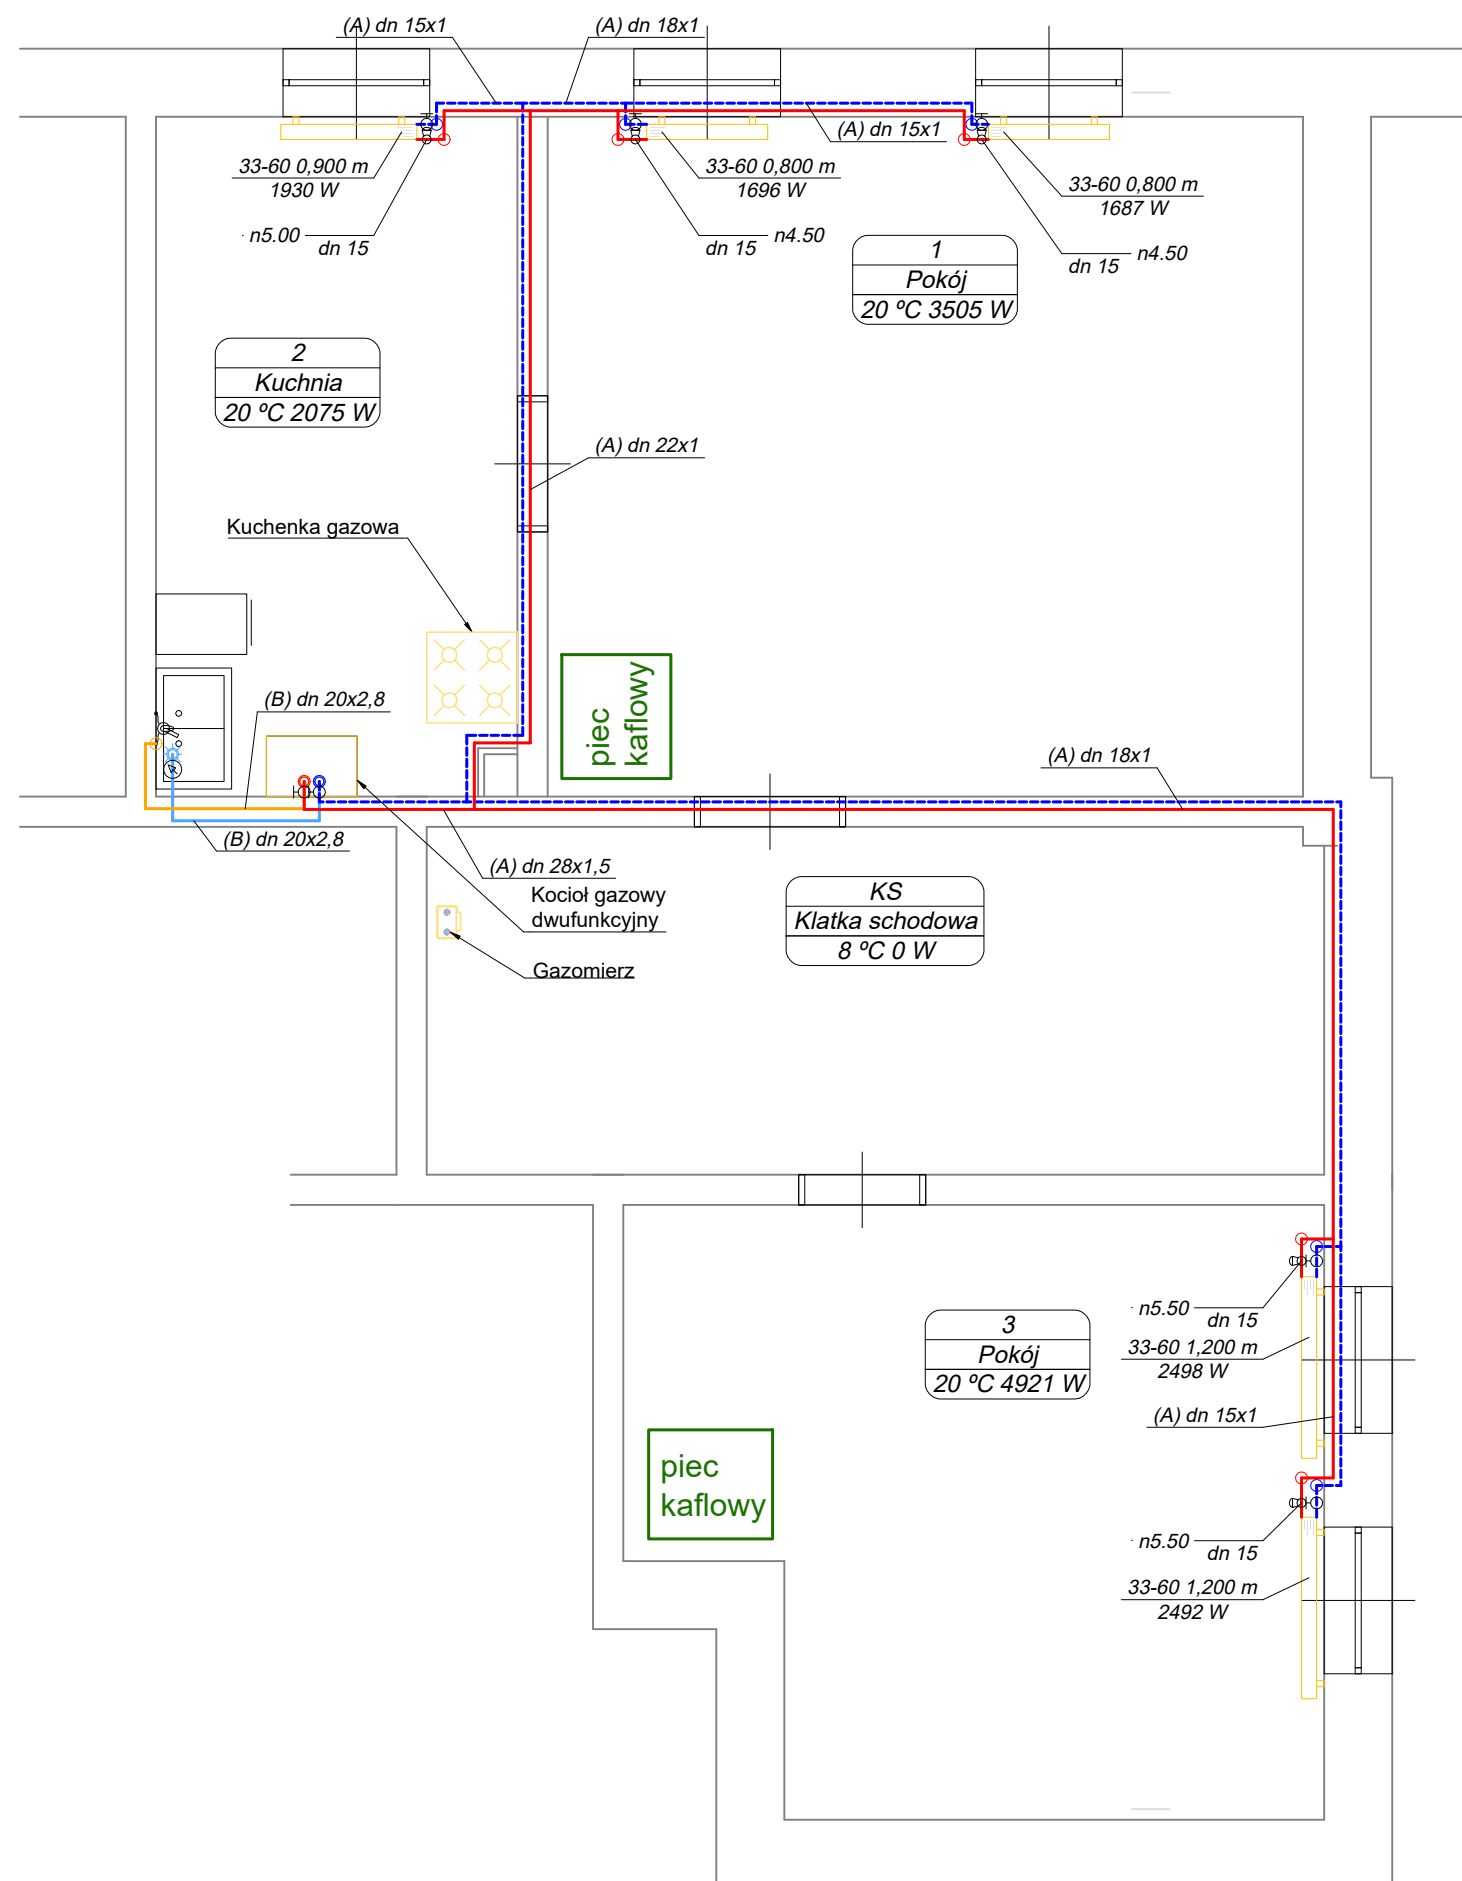 (A) dn 15x1
(A) dn 18x1
(A) dn 15x1
33-60 0,900 m
1930 W
n5.00
dn 15
33-60 0,800 m
1696 W
dn 15
n4.50
33-60 0,800 m
1687 W
dn 15
n4.50
1
Pokój
20 ºC 3505 W
2
Kuchnia
20 ºC 2075 W
(A) dn 22x1
Kuchenka gazowa
piec
kaflowy
(B) dn 20x2,8
(A) dn 18x1
(B) dn 20x2,8
(A) dn 28x1,5
Kocioł gazowy
dwufunkcyjny
Gazomierz
KS
Klatka schodowa
8 ºC 0 W
n5.50
dn 15
33-60 1,200 m
2498 W
3
Pokój
20 ºC 4921 W
(A) dn 15x1
piec
kaflowy
n5.50
dn 15
33-60 1,200 m
2492 W